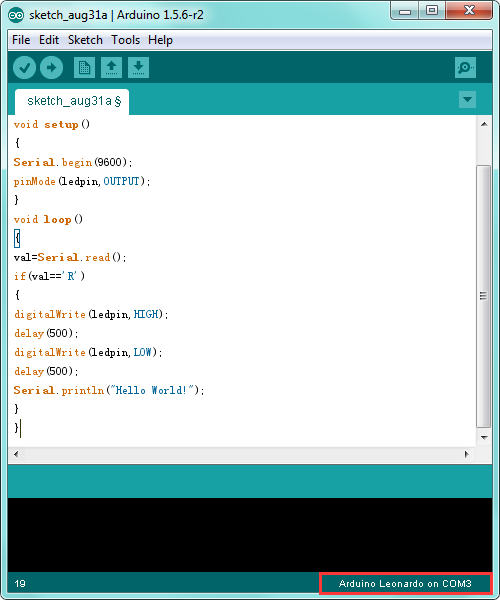 sketch_aug31a | Arduino 1.5.6-r2
File Edit Sketch Tools Help
sketch_aug31a §
void setup()
{
Serial.begin(9600);
pinMode(ledpin,OUTPUT);
}
void loop()
{
val=Serial.read();
if(val=='R')
{
digitalWrite(ledpin,HIGH);
delay(500);
digitalWrite(ledpin,LOW);
delay(500);
Serial.println("Hello World!");
}
}
19
Arduino Leonardo on COM3